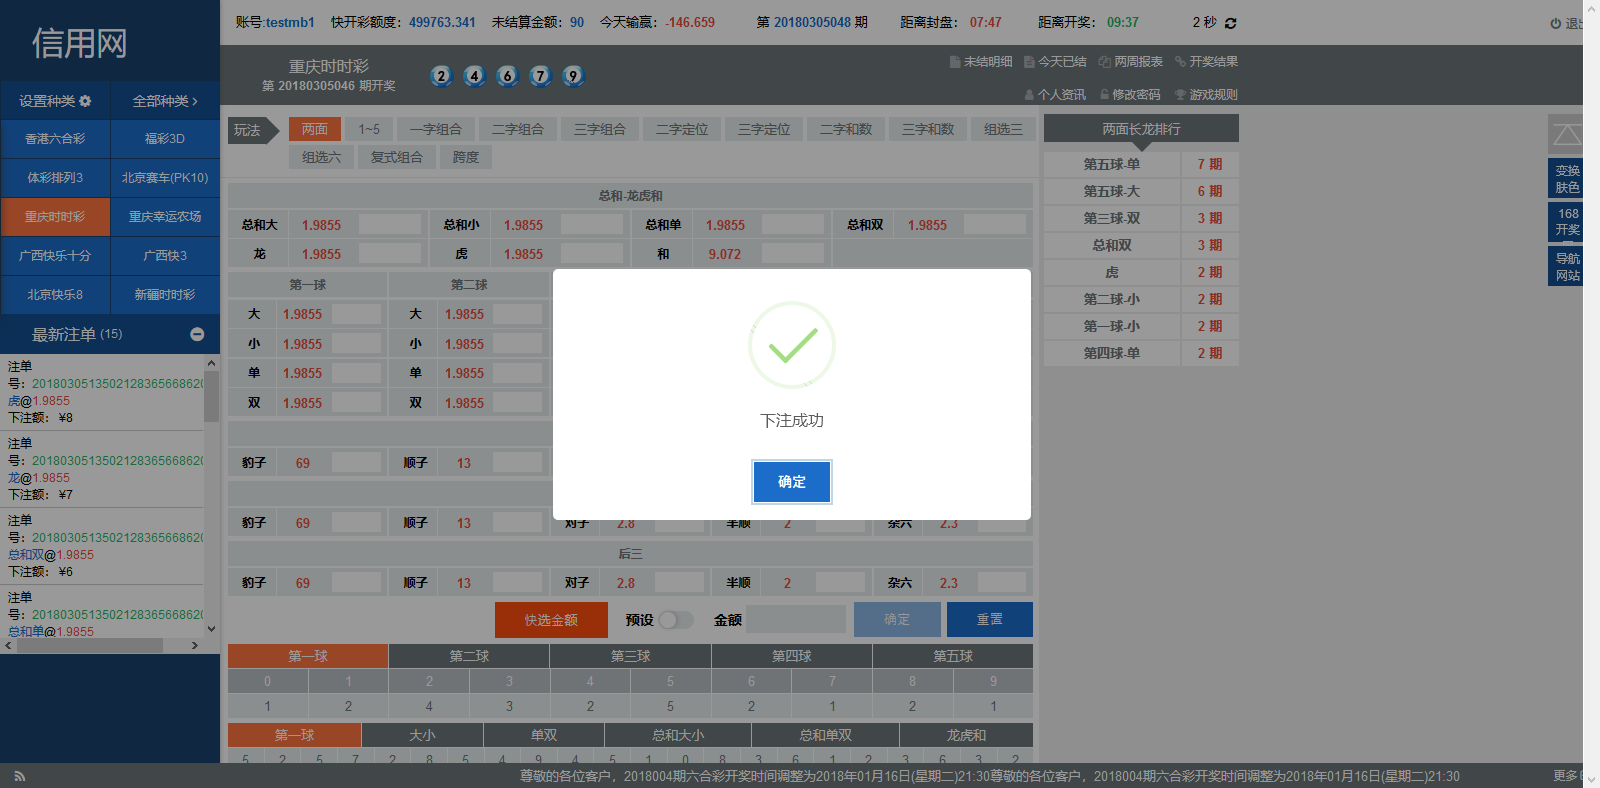 信用网
设置种类 全部种类
香港六合彩 福彩3D
体彩排列3 北京赛车(PK10)
重庆时时彩 重庆幸运农场
广西快乐十分 广西快3
北京快乐8 新疆时时彩
最新注单 (15)
注单
号：2018030513502128365668620
虎@1.9855
下注额： ¥8
注单
号：2018030513502128365668620
龙@1.9855
下注额： ¥7
注单
号：2018030513502128365668620
总和双@1.9855
下注额： ¥6
注单
号：2018030513502128365668620
总和单@1.9855
账号:testmb1 快开彩额度：499763.341 未结算金额：90 今天输赢：-146.659 第 20180305048 期 距离封盘： 07:47 距离开奖： 09:37 2 秒 退出
重庆时时彩
第 20180305046 期开奖
2 4 6 7 9
未结明细 今天已结 两周报表 开奖结果
个人资讯 修改密码 游戏规则
玩法 两面 1~5 一字组合 二字组合 三字组合 二字定位 三字定位 二字和数 三字和数 组选三
组选六 复式组合 跨度
总和-龙虎和
总和大 1.9855 总和小 1.9855 总和单 1.9855 总和双 1.9855
龙 1.9855 虎 1.9855 和 9.072
第一球 第二球
大 1.9855 大 1.9855
小 1.9855 小 1.9855
单 1.9855 单 1.9855
双 1.9855 双 1.9855
豹子 69 顺子 13
豹子 69 顺子 13 对子 2.8 半顺 2 杂六 2.3
后三
豹子 69 顺子 13 对子 2.8 半顺 2 杂六 2.3
快选金额 预设 金额 确定 重置
第一球 第二球 第三球 第四球 第五球
0 1 2 3 4 5 6 7 8 9
1 2 4 3 2 5 2 1 2 1
第一球 大小 单双 总和大小 总和单双 龙虎和
5 2 5 7 2 8 5 4 9 4 5 1 0 8 3 6 1 2 3 6 3 2
下注成功
确定
两面长龙排行
第五球-单 7 期
第五球-大 6 期
第三球-双 3 期
总和双 3 期
虎 2 期
第二球-小 2 期
第一球-小 2 期
第四球-单 2 期
变换
肤色
168
开奖
导航
网站
尊敬的各位客户，2018004期六合彩开奖时间调整为2018年01月16日(星期二)21:30尊敬的各位客户，2018004期六合彩开奖时间调整为2018年01月16日(星期二)21:30
更多